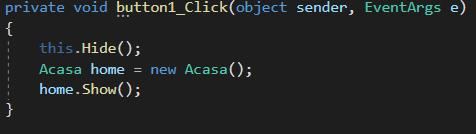 private void button1_Click(object sender, EventArgs e)
{
this.Hide();
Acasa home = new Acasa();
home.Show();
}